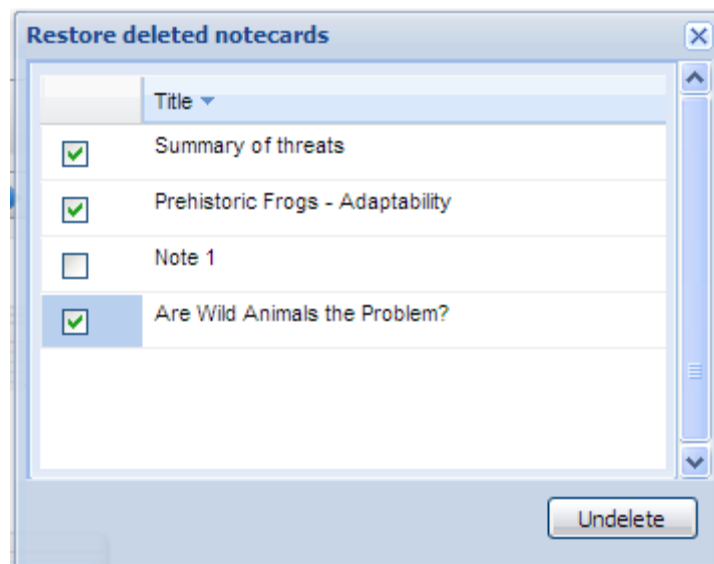 Restore deleted notecards
Title
Summary of threats
Prehistoric Frogs - Adaptability
Note 1
Are Wild Animals the Problem?
Undelete